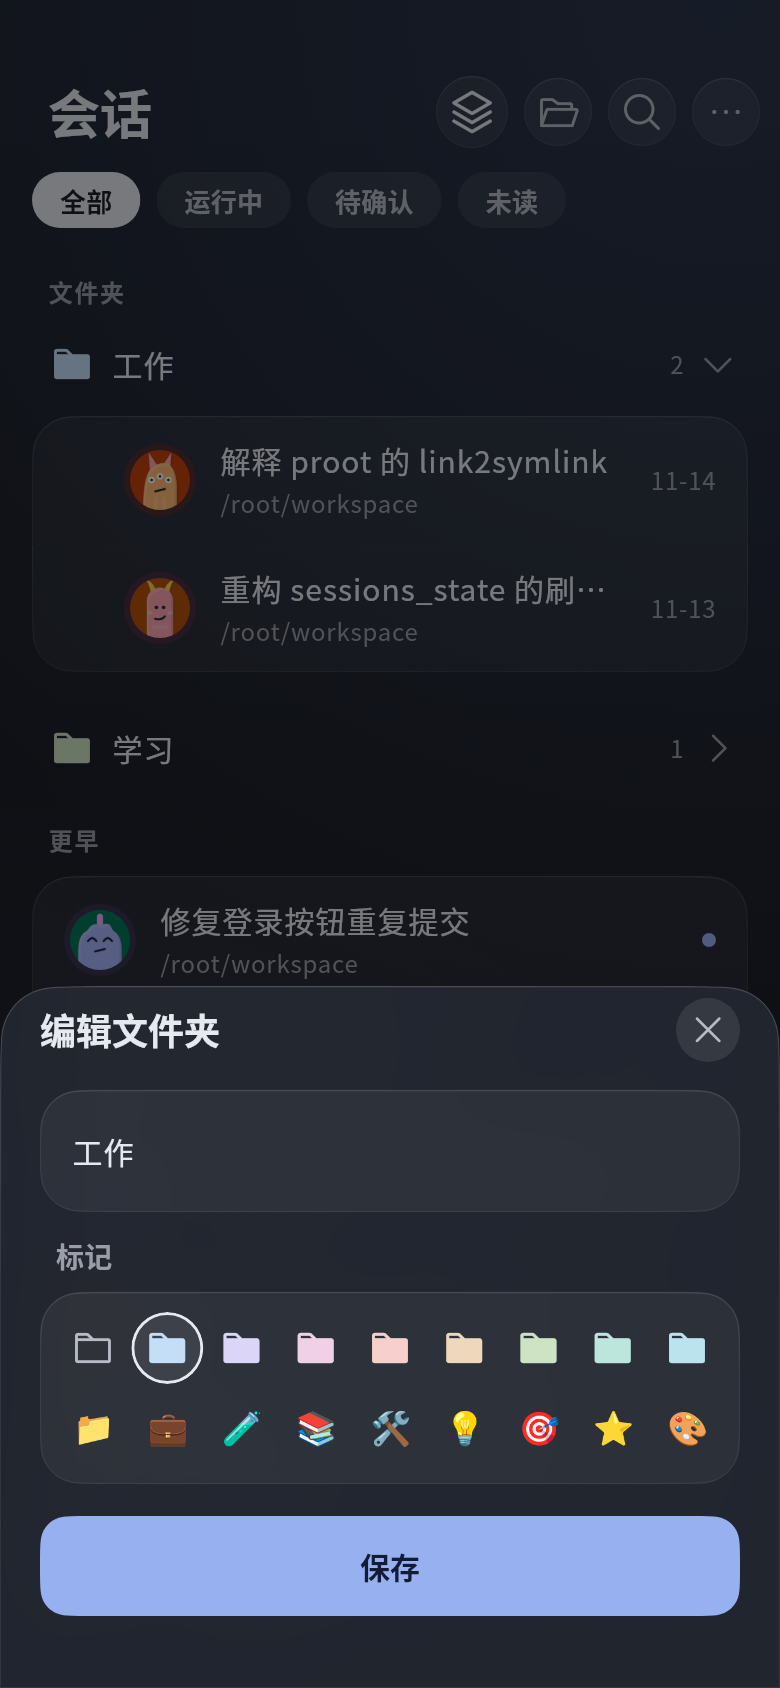 会话
全部
运行中
待确认
未读
文件夹
工作
2
解释 proot 的 link2symlink
/root/workspace
11-14
重构 sessions_state 的刷…
/root/workspace
11-13
学习
1
更早
修复登录按钮重复提交
/root/workspace
编辑文件夹
工作
标记
保存